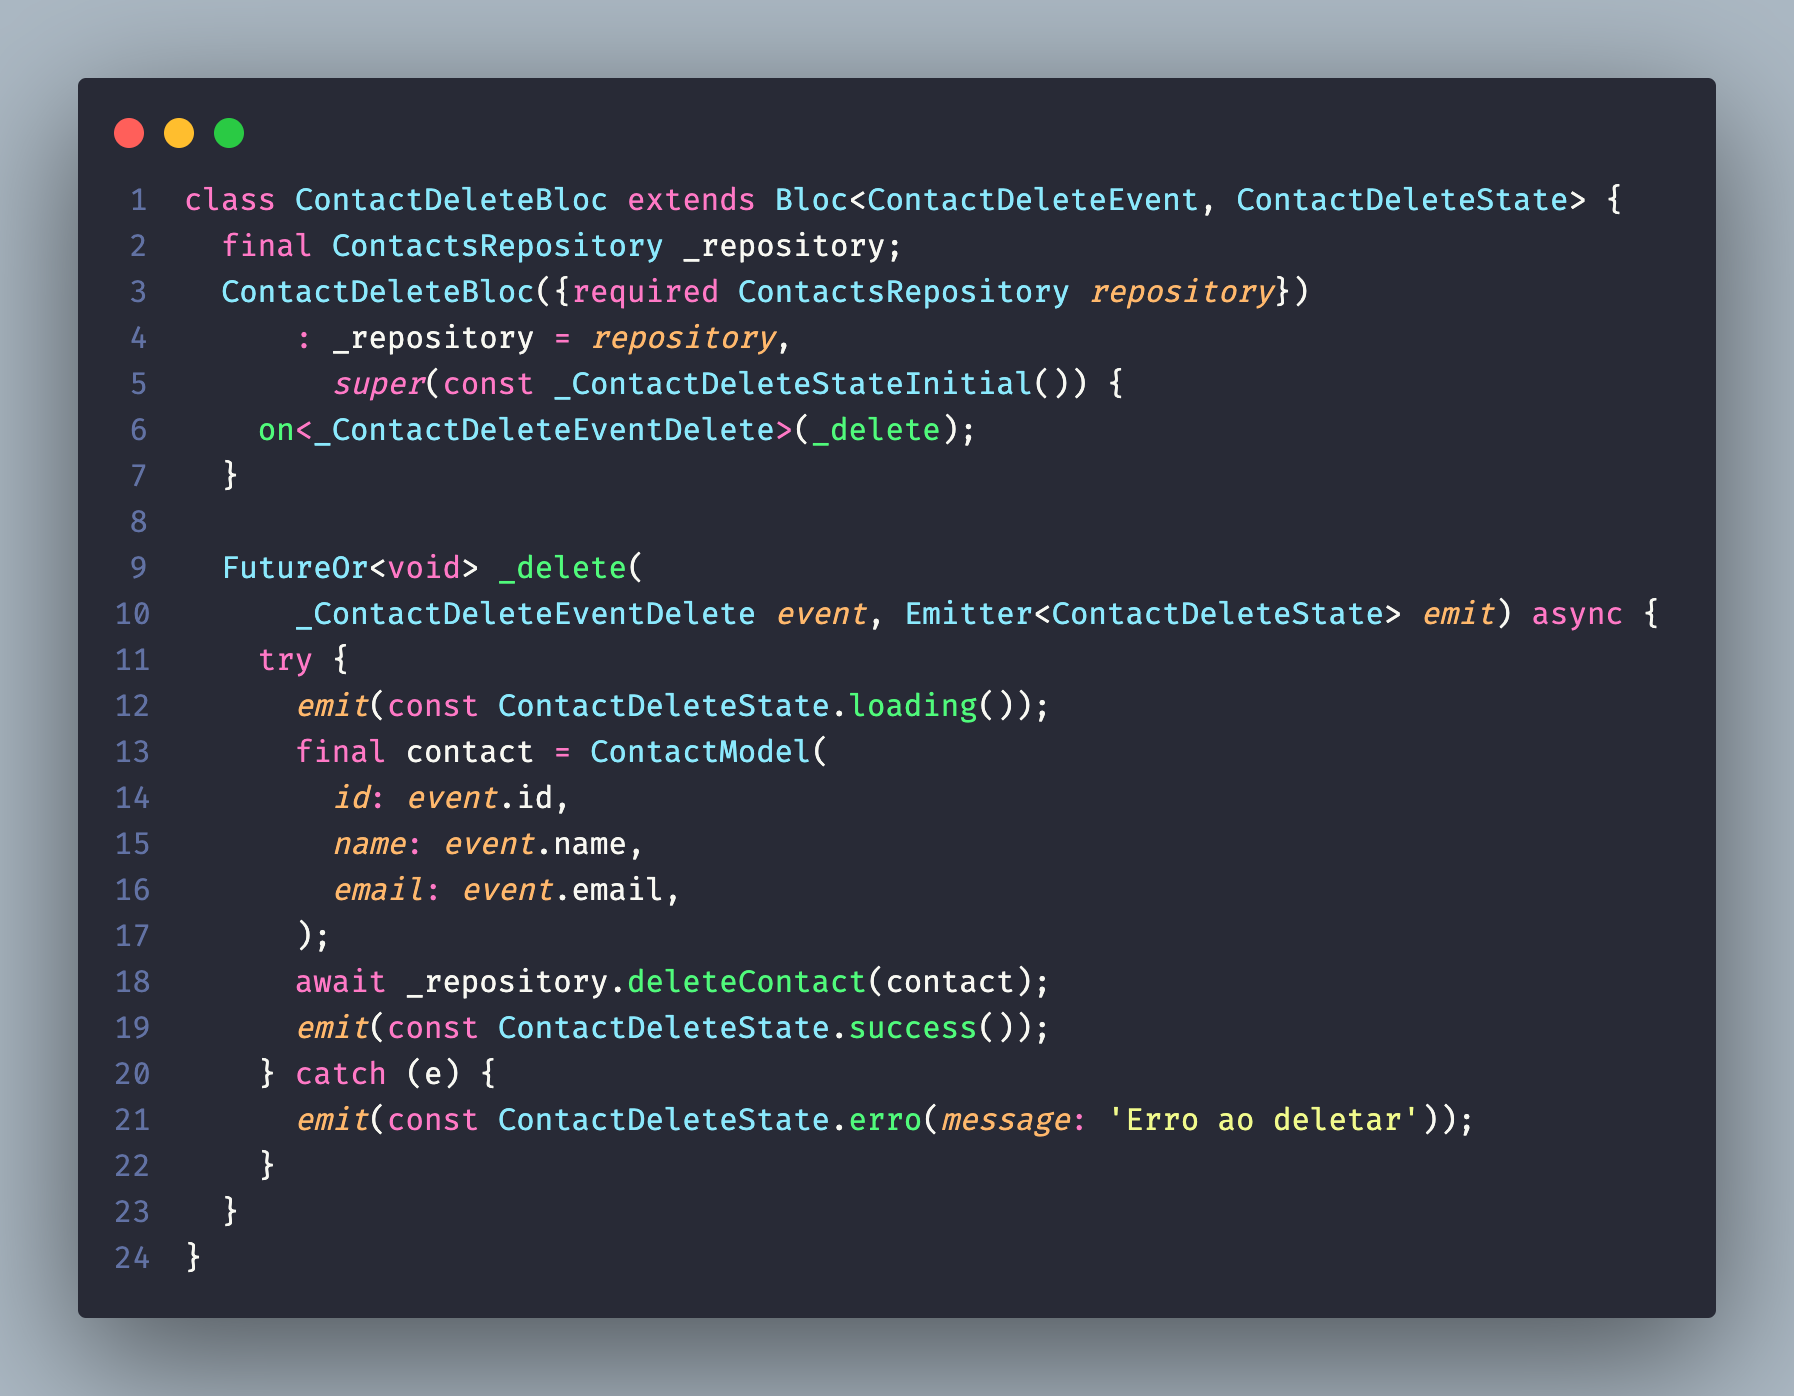 1 class ContactDeleteBloc extends Bloc<ContactDeleteEvent, ContactDeleteState> {
2   final ContactsRepository _repository;
3   ContactDeleteBloc({required ContactsRepository repository})
4       : _repository = repository,
5         super(const _ContactDeleteStateInitial()) {
6     on<_ContactDeleteEventDelete>(_delete);
7   }
8
9   FutureOr<void> _delete(
10       _ContactDeleteEventDelete event, Emitter<ContactDeleteState> emit) async {
11     try {
12       emit(const ContactDeleteState.loading());
13       final contact = ContactModel(
14         id: event.id,
15         name: event.name,
16         email: event.email,
17       );
18       await _repository.deleteContact(contact);
19       emit(const ContactDeleteState.success());
20     } catch (e) {
21       emit(const ContactDeleteState.erro(message: 'Erro ao deletar'));
22     }
23   }
24 }